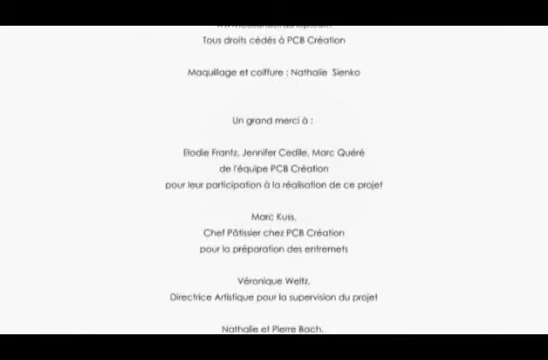 Tous droits cédés à PCB Création
Maquillage et coiffure : Nathalie Sienko
Un grand merci à :
Elodie Frantz, Jennifer Cedile, Marc Quéré
de l'équipe PCB Création
pour leur participation à la réalisation de ce projet
Marc Kuss,
Chef Pâtissier chez PCB Création
pour la préparation des entremets
Véronique Weltz,
Directrice Artistique pour la supervision du projet
Nathalie et Pierre Bach,